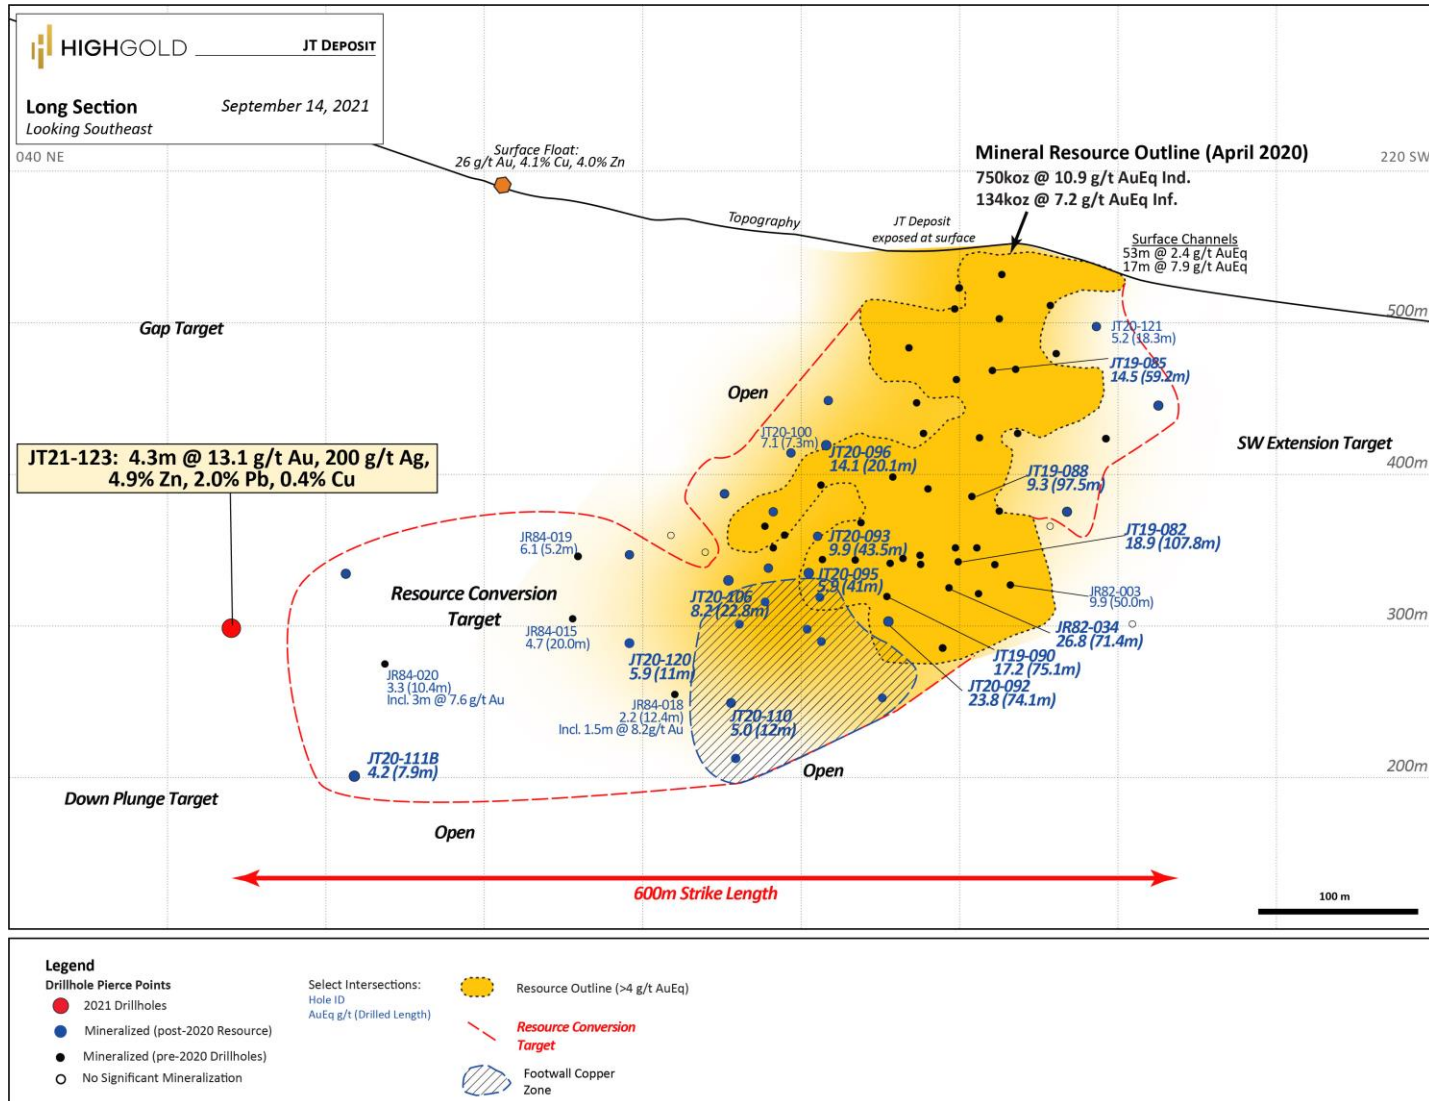 HIGHGOLD
JT DEPOSIT
Long Section
September 14, 2021
Looking Southeast
040 NE
220 SW
Surface Float:
26 g/t Au, 4.1% Cu, 4.0% Zn
Mineral Resource Outline (April 2020)
750koz @ 10.9 g/t AuEq Ind.
134koz @ 7.2 g/t AuEq Inf.
Topography
JT Deposit
exposed at surface
Surface Channels
53m @ 2.4 g/t AuEq
17m @ 7.9 g/t AuEq
500m
Gap Target
JT20-121
5.2 (18.3m)
JT19-085
14.5 (59.2m)
Open
JT20-100
7.1 (7.3m)
JT20-096
14.1 (20.1m)
SW Extension Target
400m
JT21-123: 4.3m @ 13.1 g/t Au, 200 g/t Ag,
4.9% Zn, 2.0% Pb, 0.4% Cu
JT19-088
9.3 (97.5m)
JT19-082
18.9 (107.8m)
JR84-019
6.1 (5.2m)
JT20-093
9.9 (43.5m)
JT20-095
5.9 (41m)
Resource Conversion
Target
JT20-106
8.2 (22.8m)
JR82-003
9.9 (50.0m)
300m
JR84-015
4.7 (20.0m)
JR82-034
26.8 (71.4m)
JT20-120
5.9 (11m)
JT19-090
17.2 (75.1m)
JR84-020
3.3 (10.4m)
Incl. 3m @ 7.6 g/t Au
JT20-092
23.8 (74.1m)
JR84-018
2.2 (12.4m)
Incl. 1.5m @ 8.2g/t Au
JT20-110
5.0 (12m)
JT20-111B
4.2 (7.9m)
Open
200m
Down Plunge Target
Open
600m Strike Length
100 m
Legend
Drillhole Pierce Points
2021 Drillholes
Mineralized (post-2020 Resource)
Mineralized (pre-2020 Drillholes)
No Significant Mineralization
Select Intersections:
Hole ID
AuEq g/t (Drilled Length)
Resource Outline (>4 g/t AuEq)
Resource Conversion
Target
Footwall Copper
Zone